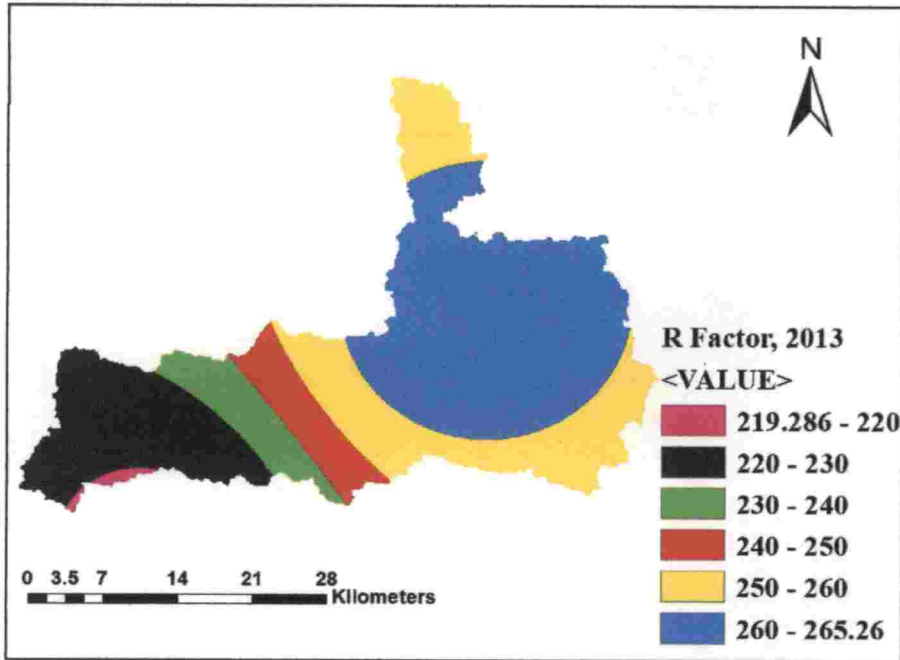 N
R Factor, 2013
<VALUE>
219.286 - 220
220 - 230
230 - 240
240 - 250
250 - 260
260 - 265.26
0 3.5 7 14 21 28
Kilometers